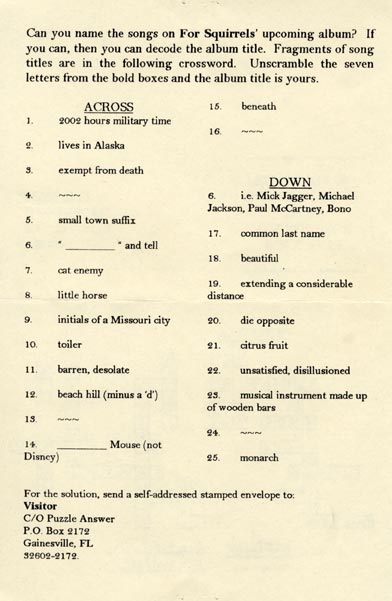 Can you name the songs on For Squirrels' upcoming album? If
you can, then you can decode the album title. Fragments of song
titles are in the following crossword. Unscramble the seven
letters from the bold boxes and the album title is yours.
ACROSS
1. 2002 hours military time
2. lives in Alaska
3. exempt from death
4. ~~~
5. small town suffix
6. " ________ " and tell
7. cat enemy
8. little horse
9. initials of a Missouri city
10. toiler
11. barren, desolate
12. beach hill (minus a 'd')
13. ~~~
14. ________ Mouse (not
Disney)
15. beneath
16. ~~~
DOWN
6. i.e. Mick Jagger, Michael
Jackson, Paul McCartney, Bono
17. common last name
18. beautiful
19. extending a considerable
distance
20. die opposite
21. citrus fruit
22. unsatisfied, disillusioned
23. musical instrument made up
of wooden bars
24. ~~~
25. monarch
For the solution, send a self-addressed stamped envelope to:
Visitor
C/O Puzzle Answer
P.O. Box 2172
Gainesville, FL
32602-2172.